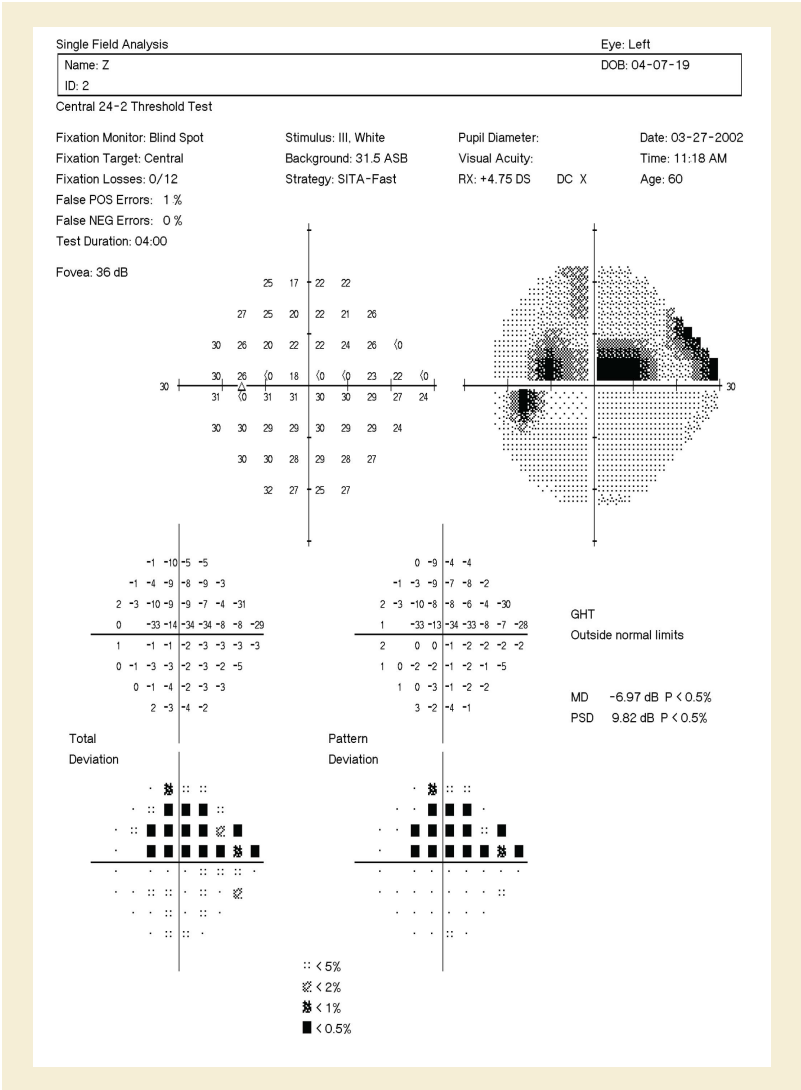 Single Field Analysis Eye: Left
Name: Z DOB: 04-07-19
ID: 2
Central 24-2 Threshold Test
Fixation Monitor: Blind Spot Stimulus: III, White Pupil Diameter: Date: 03-27-2002
Fixation Target: Central Background: 31.5 ASB Visual Acuity: Time: 11:18 AM
Fixation Losses: 0/12 Strategy: SITA-Fast RX: +4.75 DS DC X Age: 60
False POS Errors: 1 %
False NEG Errors: 0 %
Test Duration: 04:00
Fovea: 36 dB
25 17 22 22
27 25 20 22 21 26
30 26 20 22 22 24 26 ⟨0
30 26 ⟨0 18 ⟨0 ⟨0 23 22 ⟨0
30 30
31 ⟨0 31 31 30 30 29 27 24
30 30 29 29 30 29 29 24
30 30 28 29 28 27
32 27 25 27
-1 -10 -5 -5
-1 -4 -9 -8 -9 -3
2 -3 -10 -9 -9 -7 -4 -31
0 -33 -14 -34 -34 -8 -8 -29
1 -1 -1 -2 -3 -3 -3 -3
0 -1 -3 -3 -2 -3 -2 -5
0 -1 -4 -2 -3 -3
2 -3 -4 -2
Total
Deviation
0 -9 -4 -4
-1 -3 -9 -7 -8 -2
2 -3 -10 -8 -8 -6 -4 -30
1 -33 -13 -34 -33 -8 -7 -28
2 0 0 -1 -2 -2 -2 -2
1 0 -2 -2 -1 -2 -1 -5
1 0 -3 -1 -2 -2
3 -2 -4 -1
Pattern
Deviation
GHT
Outside normal limits
MD -6.97 dB P < 0.5%
PSD 9.82 dB P < 0.5%
< 5%
< 2%
< 1%
< 0.5%